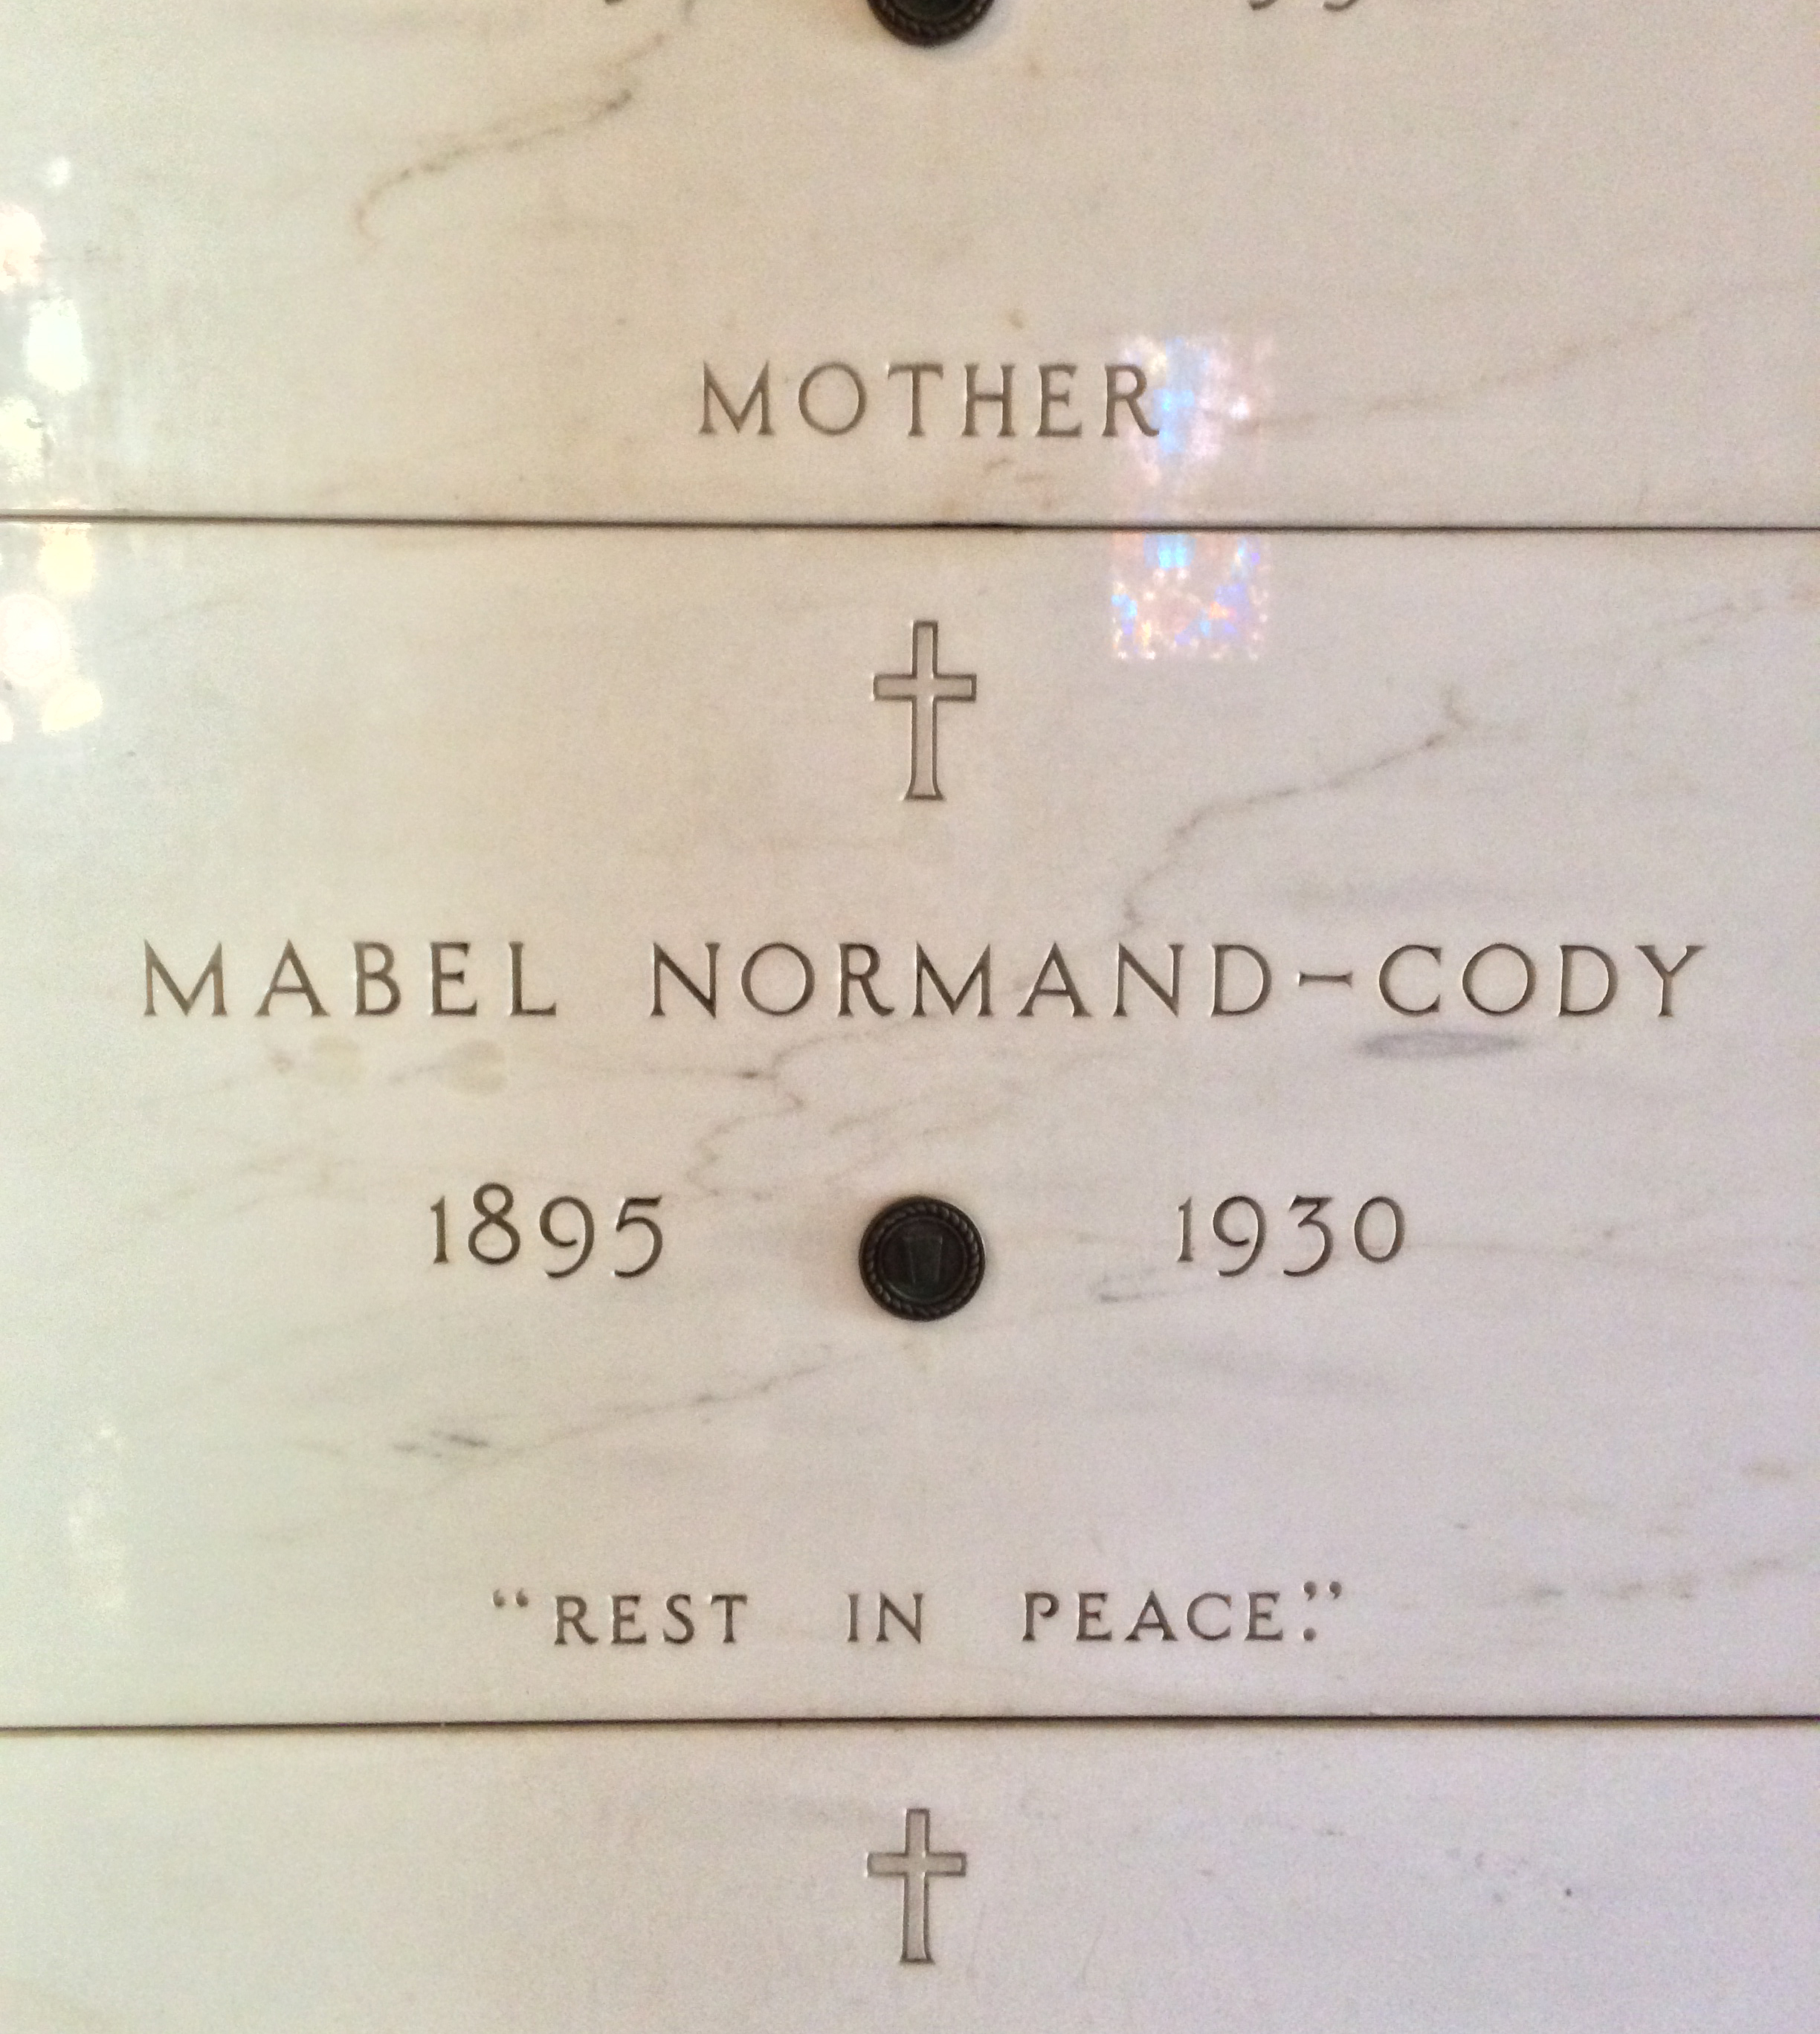 MOTHER
MABEL NORMAND-CODY
1895 1930
"REST IN PEACE."